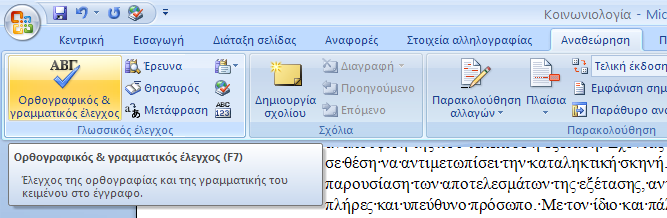 Κοινωνιολογία - Mic
Κεντρική Εισαγωγή Διάταξη σελίδας Αναφορές Στοιχεία αλληλογραφίας Αναθεώρηση Π
ΑΒΓ Ορθογραφικός & γραμματικός έλεγχος
Έρευνα
Θησαυρός
Μετάφραση
ABC 123
Γλωσσικός έλεγχος
Δημιουργία σχολίου
Διαγραφή
Προηγούμενο
Επόμενο
Σχόλια
Παρακολούθηση αλλαγών
Πλαίσια
Τελική έκδοση
Εμφάνιση σημ
Παράθυρο ανα
Παρακολούθηση
Ορθογραφικός & γραμματικός έλεγχος (F7)
Έλεγχος της ορθογραφίας και της γραμματικής του
κειμένου στο έγγραφο.
σε·θέση·να·αντιμετωπίσει·την·καταληκτική·σκηνή.
παρουσίαση·των·αποτελεσμάτων·της·εξέτασης,·αν
πλήρες·και·υπεύθυνο·πρόσωπο.·Με·τον·ίδιο·και·πάλ